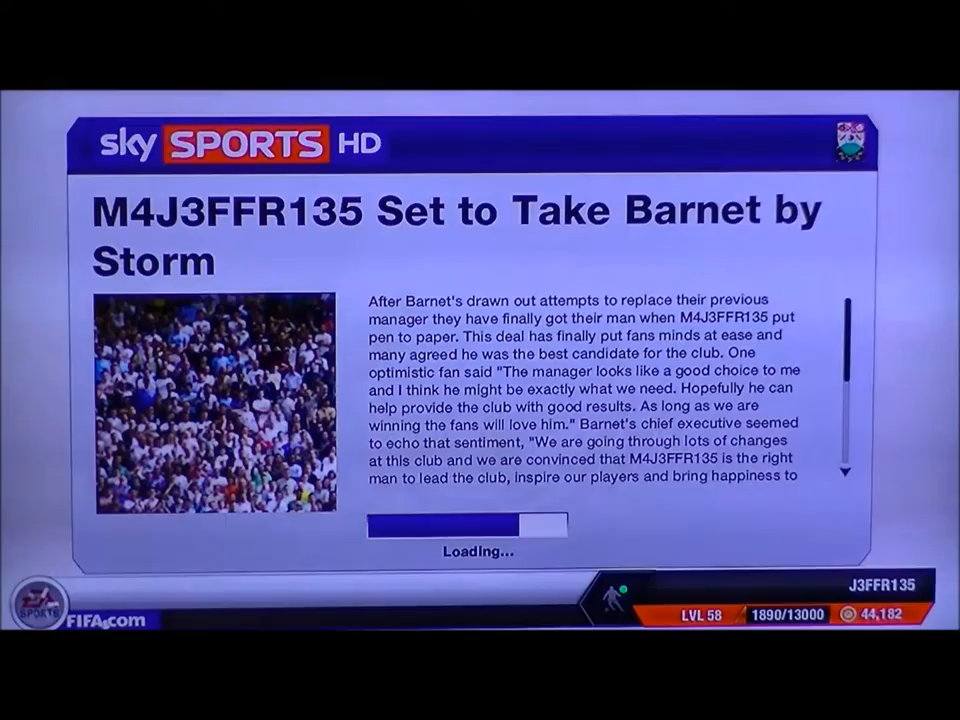 sky SPORTS HD
M4J3FFR135 Set to Take Barnet by
Storm
After Barnet's drawn out attempts to replace their previous
manager they have finally got their man when M4J3FFR135 put
pen to paper. This deal has finally put fans minds at ease and
many agreed he was the best candidate for the club. One
optimistic fan said "The manager looks like a good choice to me
and I think he might be exactly what we need. Hopefully he can
help provide the club with good results. As long as we are
winning the fans will love him." Barnet's chief executive seemed
to echo that sentiment, "We are going through lots of changes
at this club and we are convinced that M4J3FFR135 is the right
man to lead the club, inspire our players and bring happiness to
Loading...
J3FFR135
EA
SPORTS
FIFA.com
LVL 58
1890/13000
44,182